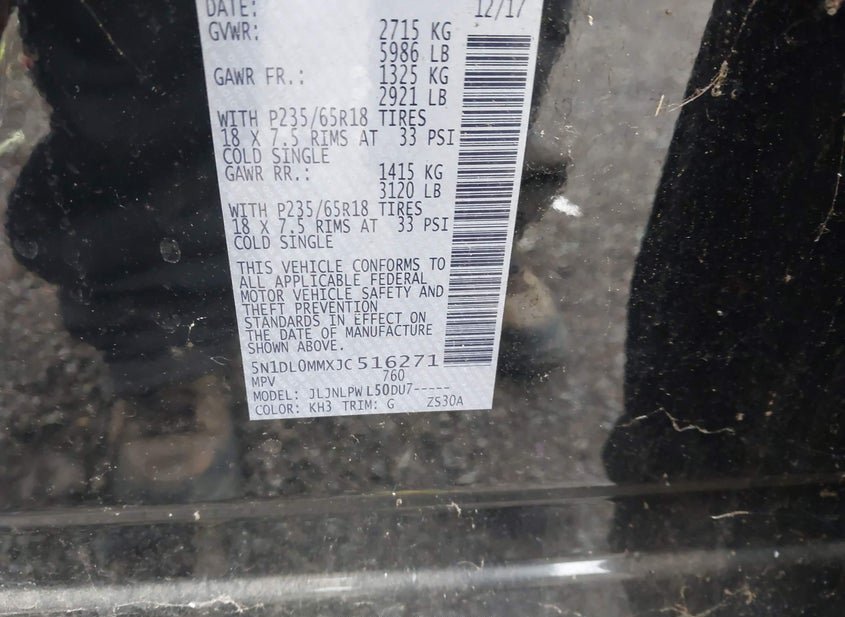 DATE: 12/17
GVWR: 2715 KG
5986 LB
GAWR FR.: 1325 KG
2921 LB
WITH P235/65R18 TIRES
18 X 7.5 RIMS AT 33 PSI
COLD SINGLE
GAWR RR.: 1415 KG
3120 LB
WITH P235/65R18 TIRES
18 X 7.5 RIMS AT 33 PSI
COLD SINGLE
THIS VEHICLE CONFORMS TO
ALL APPLICABLE FEDERAL
MOTOR VEHICLE SAFETY AND
THEFT PREVENTION
STANDARDS IN EFFECT ON
THE DATE OF MANUFACTURE
SHOWN ABOVE.
5N1DL0MMXJC516271
MPV 760
MODEL: JLJNLPWL50DU7-----
COLOR: KH3 TRIM: G ZS30A